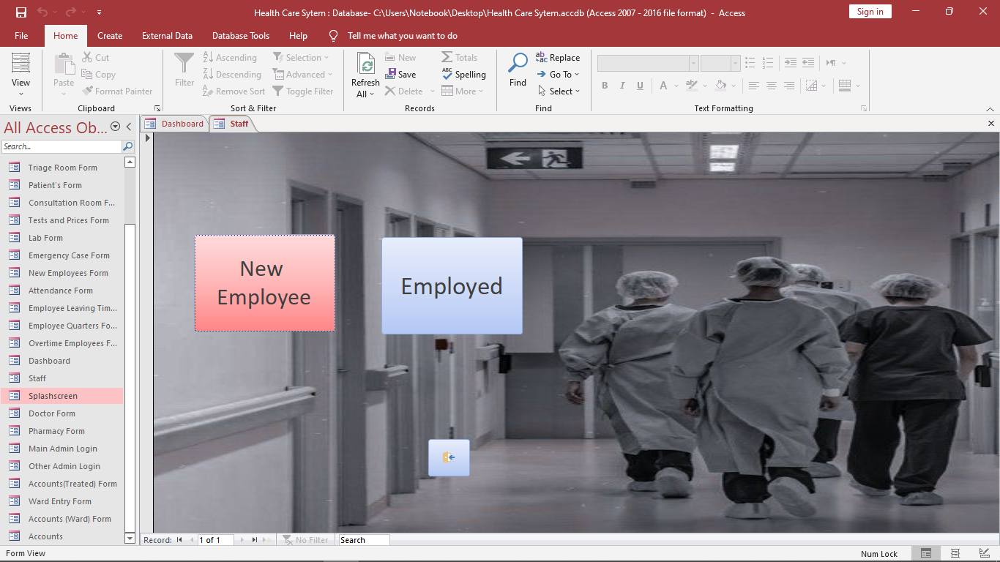 Health Care Sytem : Database- C:\Users\Notebook\Desktop\Health Care Sytem.accdb (Access 2007 - 2016 file format)  -  Access
Sign in
File
Home
Create
External Data
Database Tools
Help
Tell me what you want to do
View
Views
Paste
Cut
Copy
Format Painter
Clipboard
Filter
Ascending
Descending
Remove Sort
Selection
Advanced
Toggle Filter
Sort & Filter
Refresh
All
New
Save
Delete
Totals
Spelling
More
Records
Find
Replace
Go To
Select
Find
B I U
A
Text Formatting
All Access Ob...
Search...
Triage Room Form
Patient's Form
Consultation Room F...
Tests and Prices Form
Lab Form
Emergency Case Form
New Employees Form
Attendance Form
Employee Leaving Tim...
Employee Quarters Fo...
Overtime Employees F...
Dashboard
Staff
Splashscreen
Doctor Form
Pharmacy Form
Main Admin Login
Other Admin Login
Accounts(Treated) Form
Ward Entry Form
Accounts (Ward) Form
Accounts
Dashboard
Staff
New
Employee
Employed
Record:
1 of 1
No Filter
Search
Form View
Num Lock